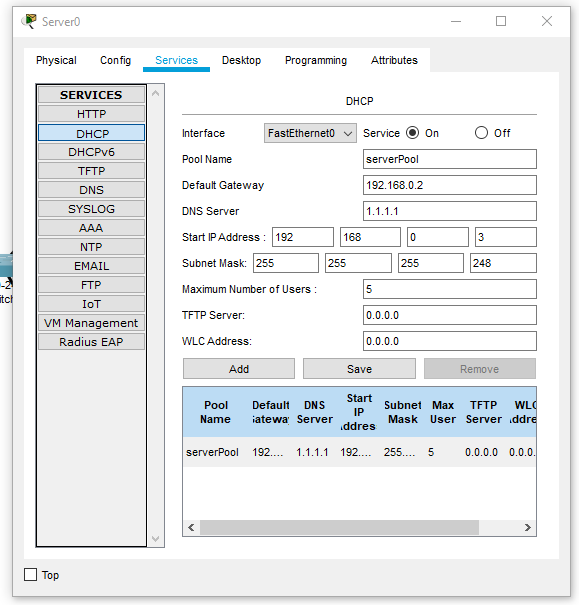 Server0
Physical Config Services Desktop Programming Attributes
SERVICES
HTTP
DHCP
DHCPv6
TFTP
DNS
SYSLOG
AAA
NTP
EMAIL
FTP
IoT
VM Management
Radius EAP
DHCP
Interface FastEthernet0 Service On Off
Pool Name serverPool
Default Gateway 192.168.0.2
DNS Server 1.1.1.1
Start IP Address : 192 168 0 3
Subnet Mask: 255 255 255 248
Maximum Number of Users : 5
TFTP Server: 0.0.0.0
WLC Address: 0.0.0.0
Add Save Remove
Pool Name Default Gateway DNS Server Start IP Address Subnet Mask Max User TFTP Server WLC Address
serverPool 192.... 1.1.1.1 192.... 255.... 5 0.0.0.0 0.0.0.
Top